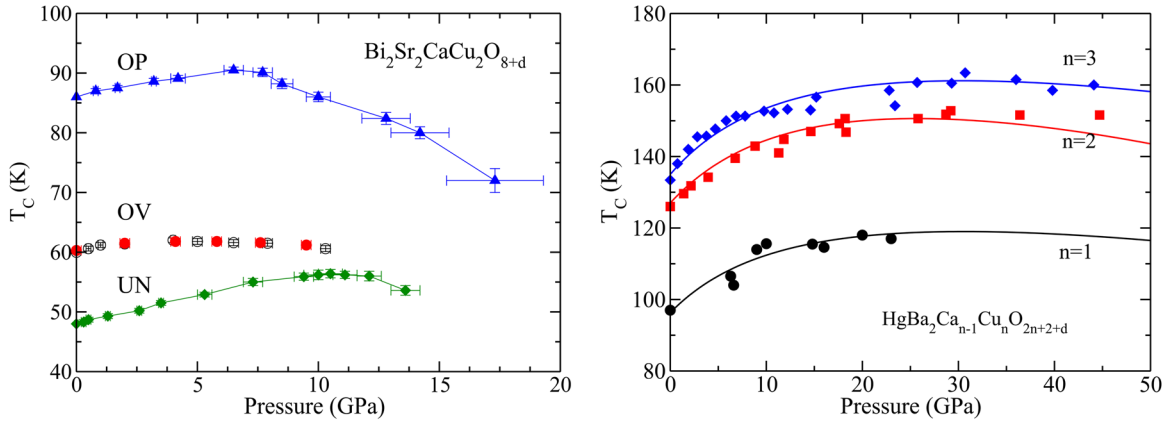 100
90
80
70
60
50
40
0
5
10
15
20
T_C (K)
Pressure (GPa)
OP
OV
UN
Bi₂Sr₂CaCu₂O₈₊d
180
160
140
120
100
80
0
10
20
30
40
50
T_C (K)
Pressure (GPa)
n=3
n=2
n=1
HgBa₂Caₙ₋₁CuₙO₂ₙ₊₂₊d